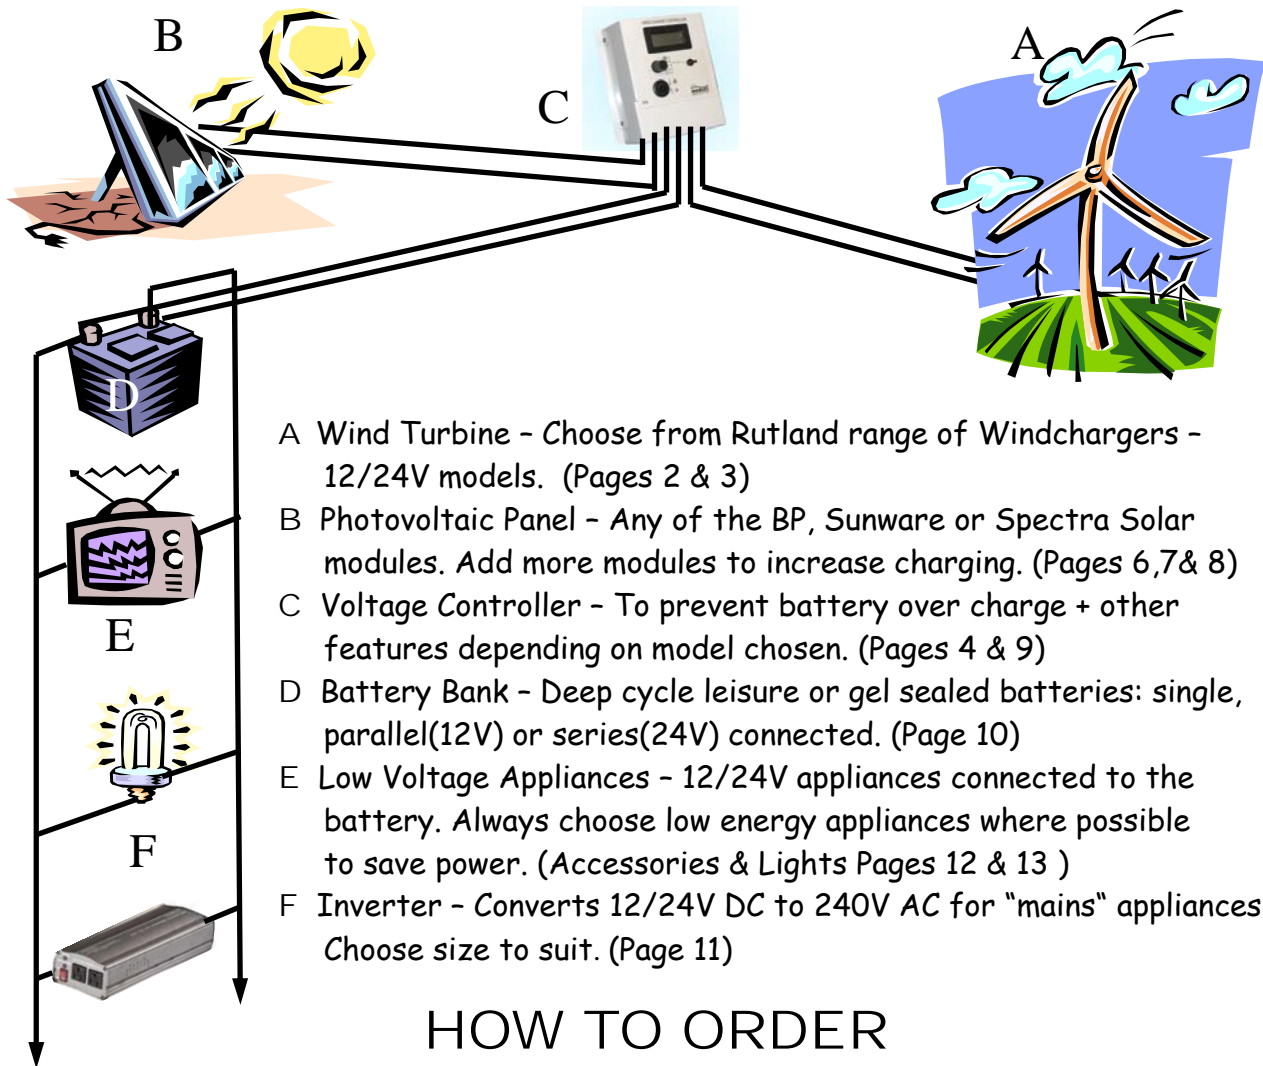 B
C
A
D
E
F
A Wind Turbine – Choose from Rutland range of Windchargers –
12/24V models. (Pages 2 & 3)
B Photovoltaic Panel – Any of the BP, Sunware or Spectra Solar
modules. Add more modules to increase charging. (Pages 6,7& 8)
C Voltage Controller – To prevent battery over charge + other
features depending on model chosen. (Pages 4 & 9)
D Battery Bank – Deep cycle leisure or gel sealed batteries: single,
parallel(12V) or series(24V) connected. (Page 10)
E Low Voltage Appliances – 12/24V appliances connected to the
battery. Always choose low energy appliances where possible
to save power. (Accessories & Lights Pages 12 & 13 )
F Inverter – Converts 12/24V DC to 240V AC for “mains“ appliances
Choose size to suit. (Page 11)
HOW TO ORDER